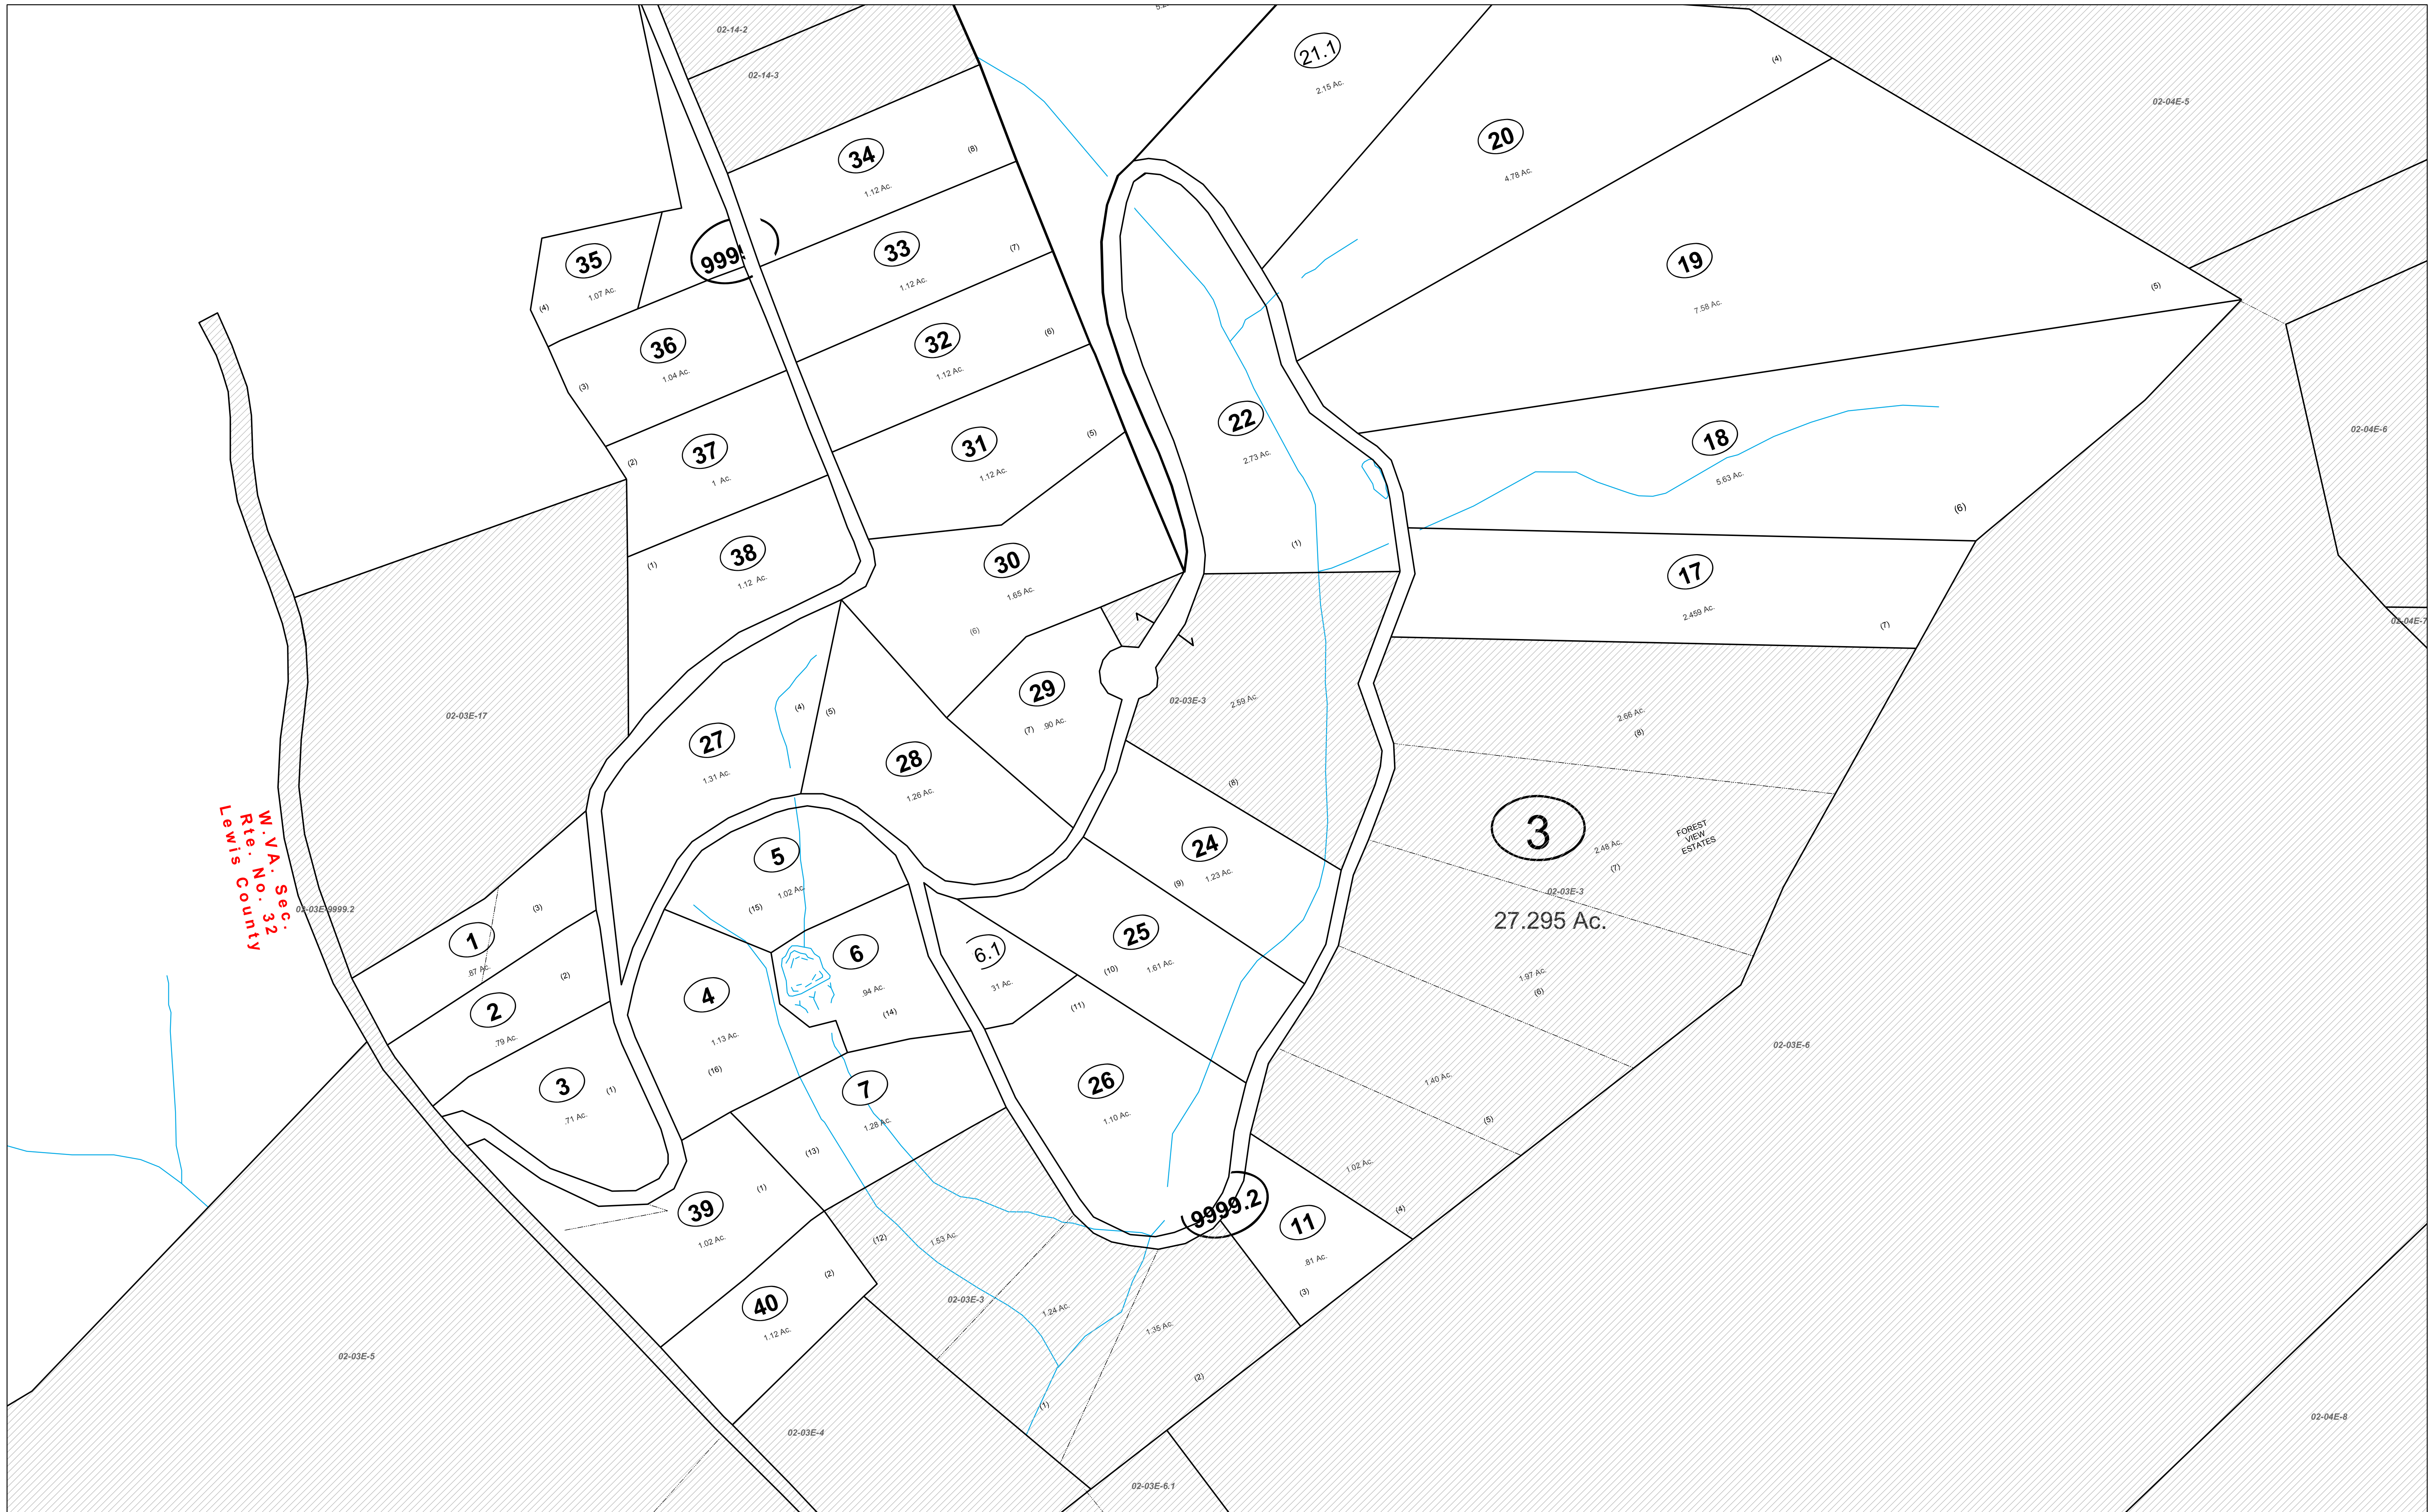 02-14-2
02-14-3
21.1
2.15 Ac.
(4)
02-04E-5
20
4.78 Ac.
34
(8)
1.12 Ac.
35
1.07 Ac.
(4)
33
(7)
1.12 Ac.
19
7.58 Ac.
(5)
36
1.04 Ac.
(3)
32
(6)
1.12 Ac.
22
2.73 Ac.
(1)
18
5.63 Ac.
(6)
02-04E-6
37
1 Ac.
(2)
31
(5)
1.12 Ac.
38
1.12 Ac.
(1)
30
1.65 Ac.
(6)
17
2.459 Ac.
(7)
02-04E-7
02-03E-17
29
(7)
.90 Ac.
02-03E-3
2.59 Ac.
(8)
2.66 Ac.
(8)
27
1.31 Ac.
(4)
(5)
28
1.26 Ac.
3
2.48 Ac.
(7)
FOREST
VIEW
ESTATES
02-03E-3
27.295 Ac.
W.VA. Sec.
Rte. No. 32
Lewis County
02-03E-9999.2
5
1.02 Ac.
(15)
24
(9)
1.23 Ac.
1
.87 Ac.
(3)
6
.94 Ac.
(14)
6.1
.31 Ac.
25
(10)
1.61 Ac.
(11)
1.97 Ac.
(6)
2
.79 Ac.
(2)
4
1.13 Ac.
(16)
02-03E-6
3
.71 Ac.
(1)
7
1.28 Ac.
(13)
26
1.10 Ac.
1.40 Ac.
(5)
1.02 Ac.
(4)
39
1.02 Ac.
(1)
9999.2
11
.81 Ac.
(3)
(12)
1.53 Ac.
40
1.12 Ac.
(2)
02-03E-3
1.24 Ac.
1.35 Ac.
(2)
(1)
02-03E-5
02-03E-4
02-03E-6.1
02-04E-8